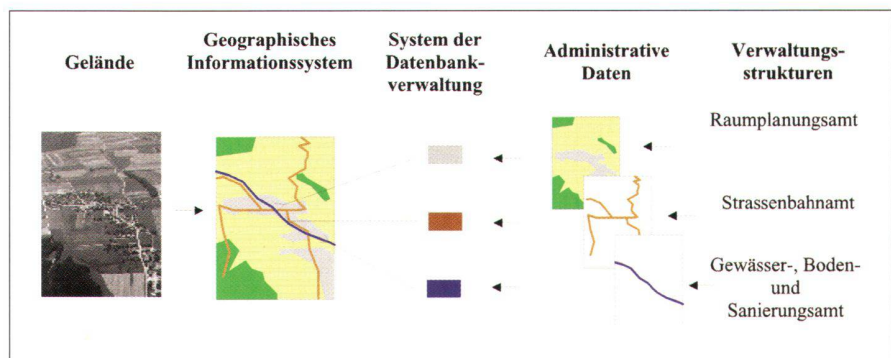 Gelände
Geographisches
Informationssystem
System der
Datenbank-
verwaltung
Administrative
Daten
Verwaltungs-
strukturen
Raumplanungsamt
Strassenbahnamt
Gewässer-, Boden-
und
Sanierungsamt